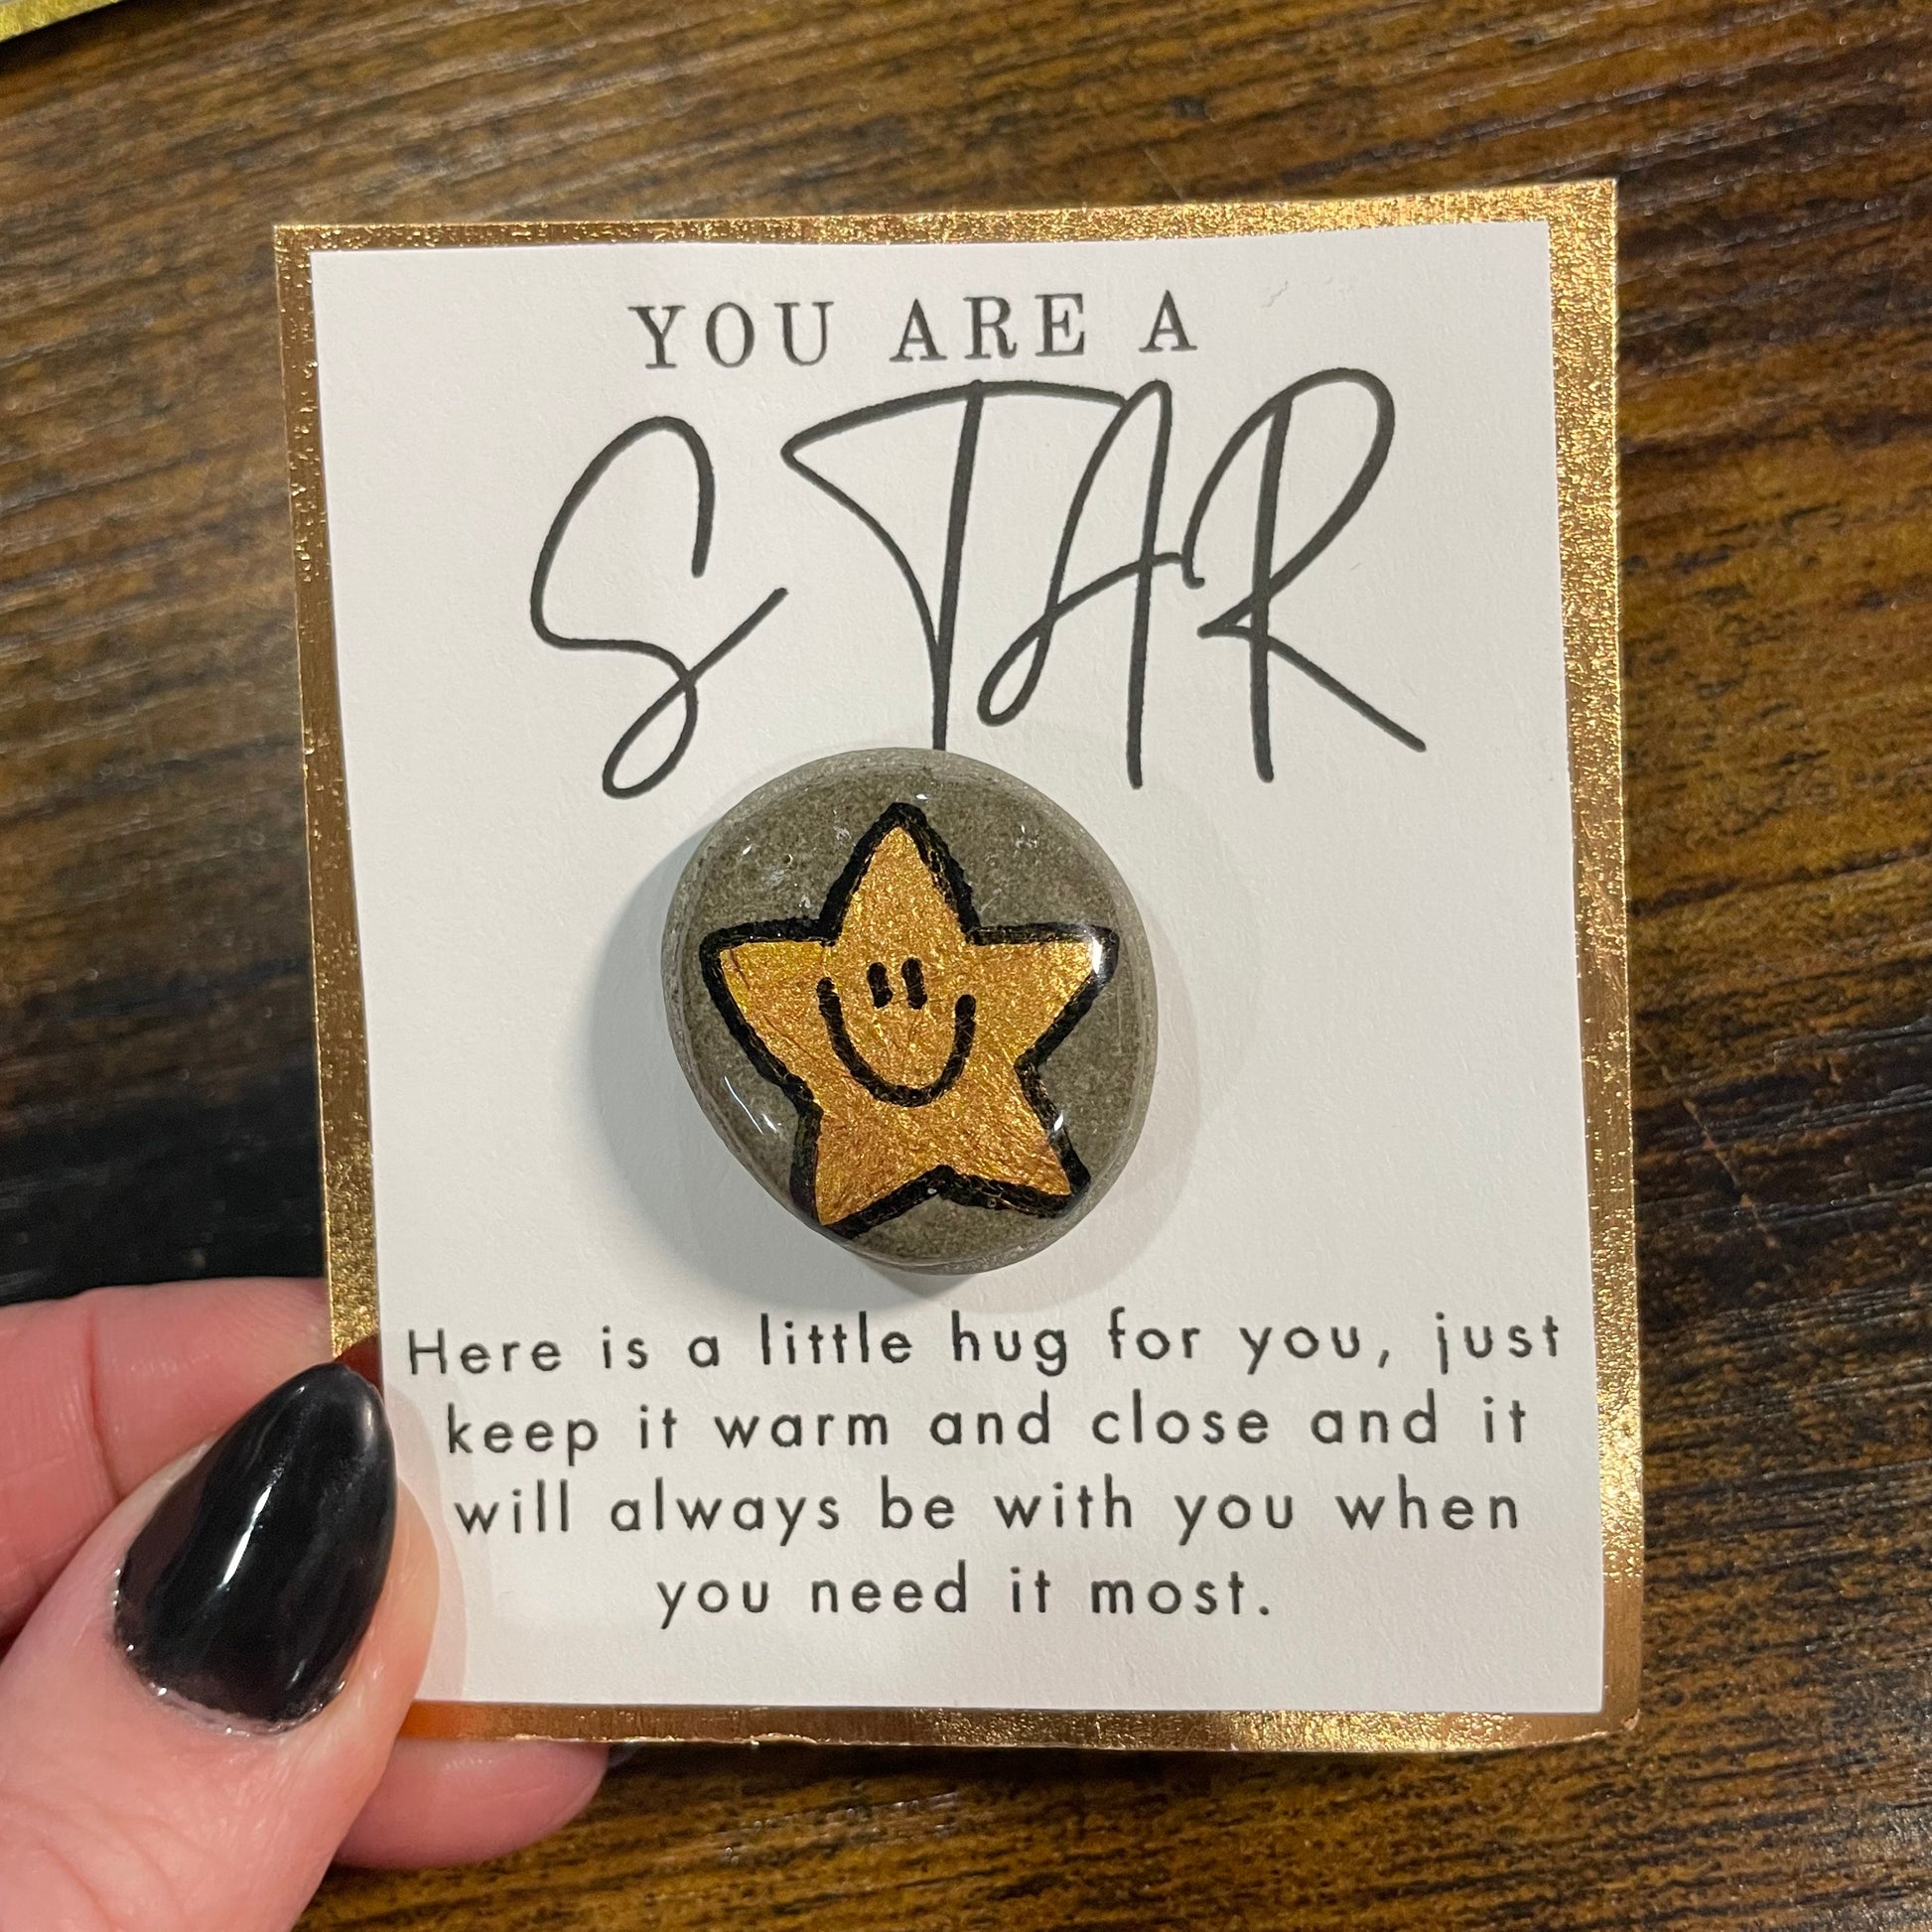 YOU ARE A
STAR
Here is a little hug for you, just
keep it warm and close and it
will always be with you when
you need it most.